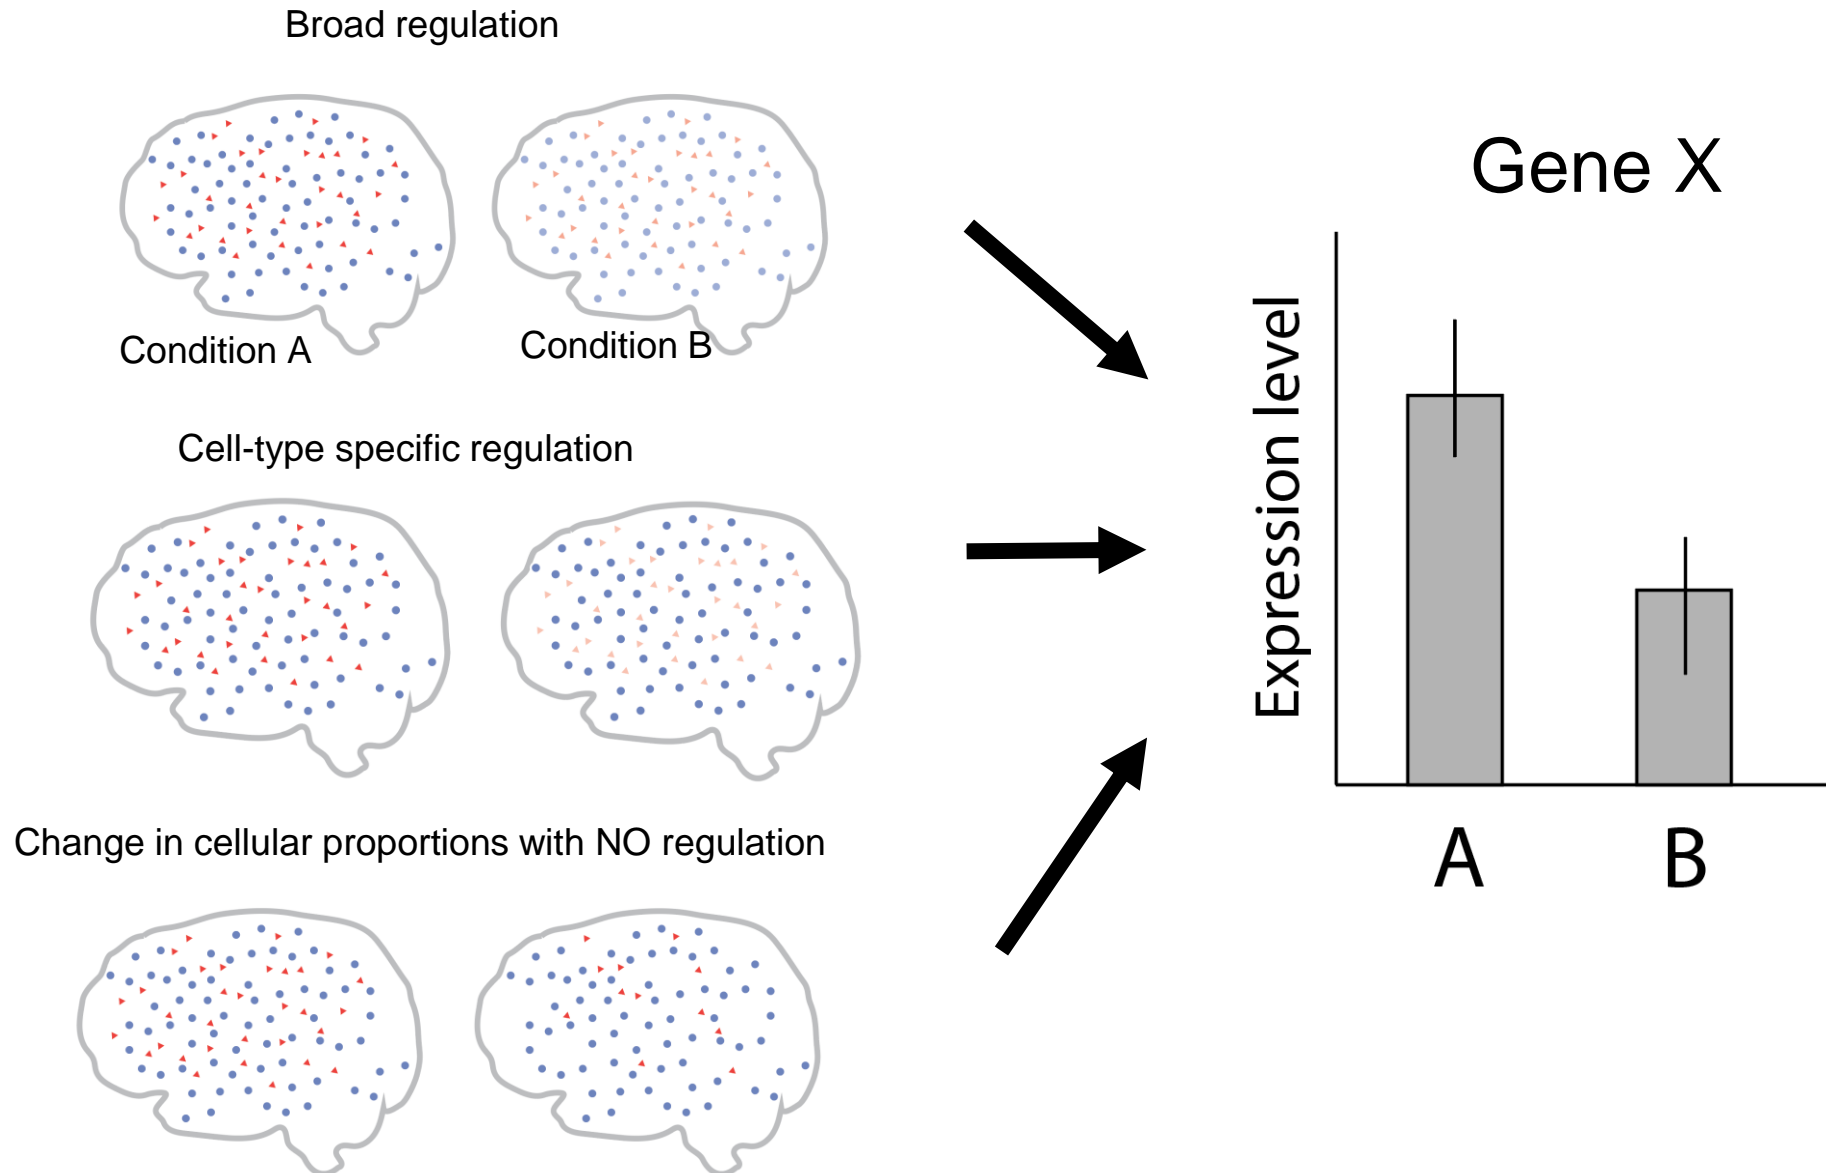 Broad regulation
Condition A
Condition B
Cell-type specific regulation
Change in cellular proportions with NO regulation
Gene X
Expression level
A
B